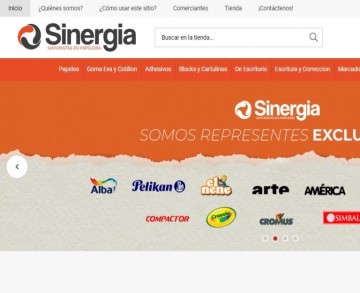 Inicio ¿Quiénes somos? ¿Cómo usar este sitio? Comerciantes Tienda ¡Contáctenos!
Sinergia
MAYORISTAS EN PAPELERIA
Buscar en la tienda...
Papeles Goma Eva y Cotillon Adhesivos Blocks y Cartulinas De Escritorio Escritura y Correccion Marcado
Sinergia
MAYORISTAS EN PAPELERIA
SOMOS REPRESENTES EXCLU
Alba Pelikan el nene arte AMÉRICA
COMPACTOR Crayola CROMUS SIMBAL